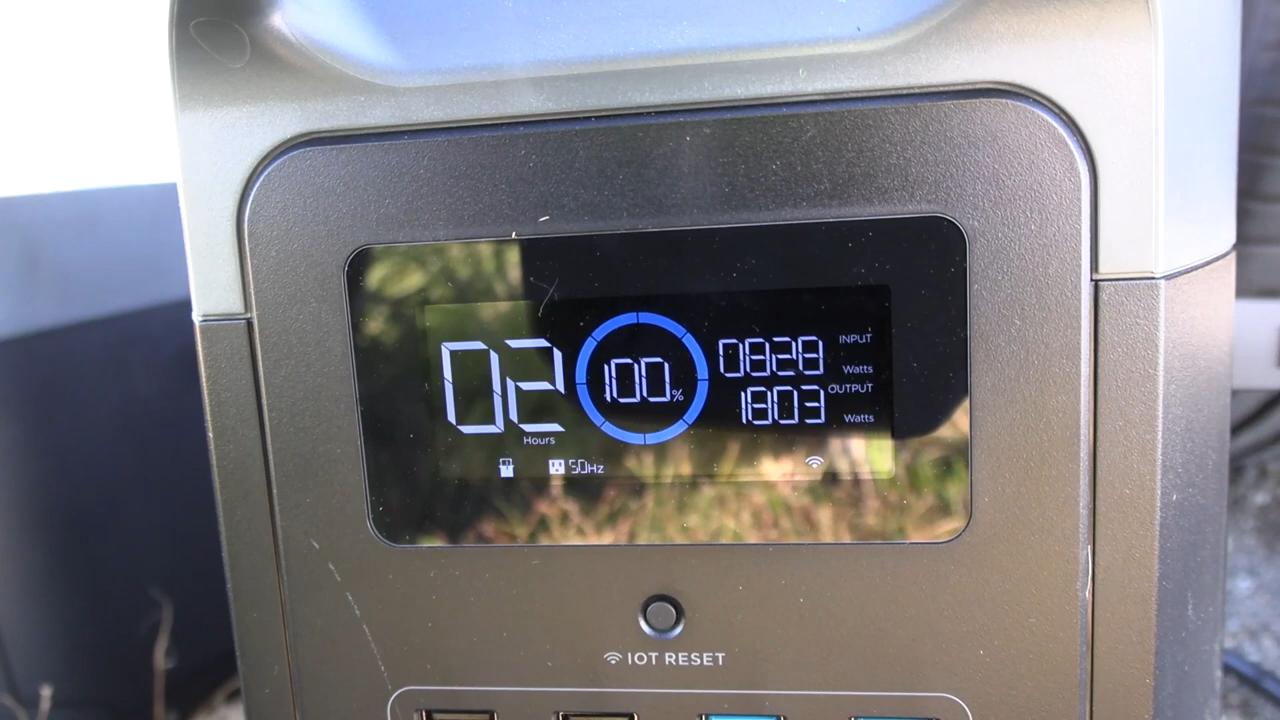 02
Hours
100%
0828 INPUT
Watts
1803 OUTPUT
Watts
50Hz
IOT RESET